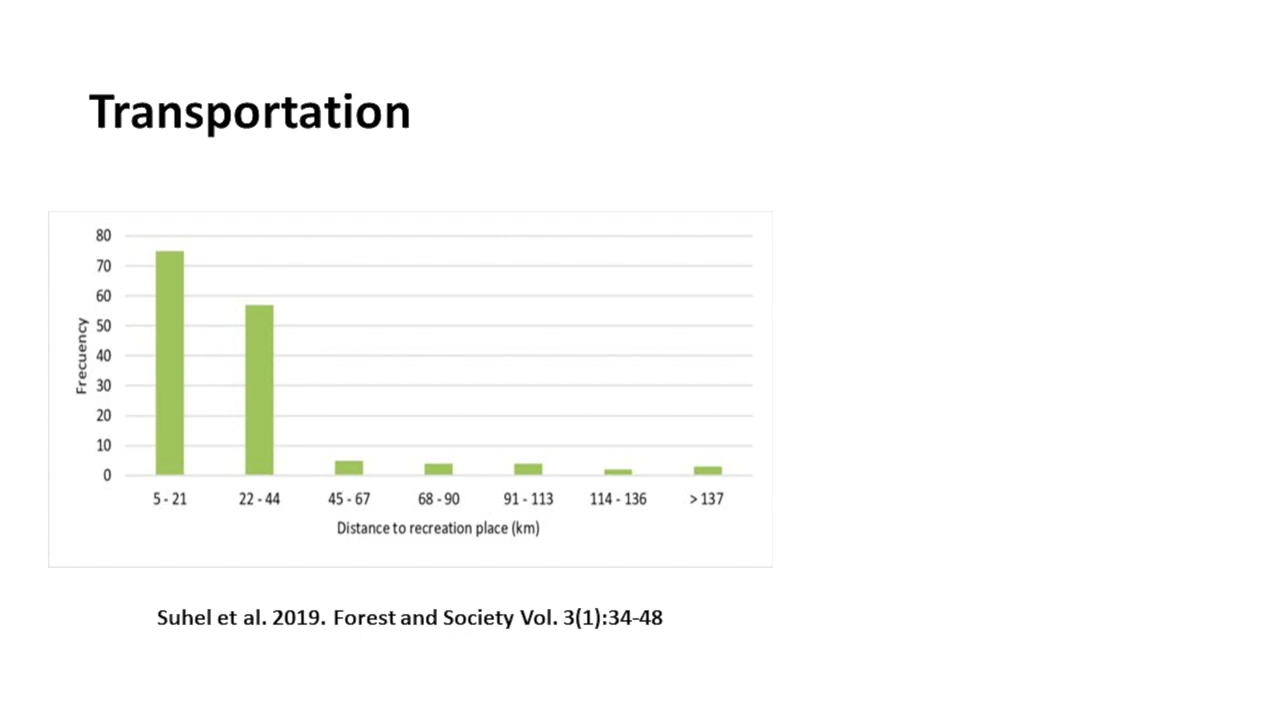 Transportation
80
70
60
50
40
30
20
10
0
Frecuency
5 - 21 22 - 44 45 - 67 68 - 90 91 - 113 114 - 136 > 137
Distance to recreation place (km)
Suhel et al. 2019. Forest and Society Vol. 3(1):34-48